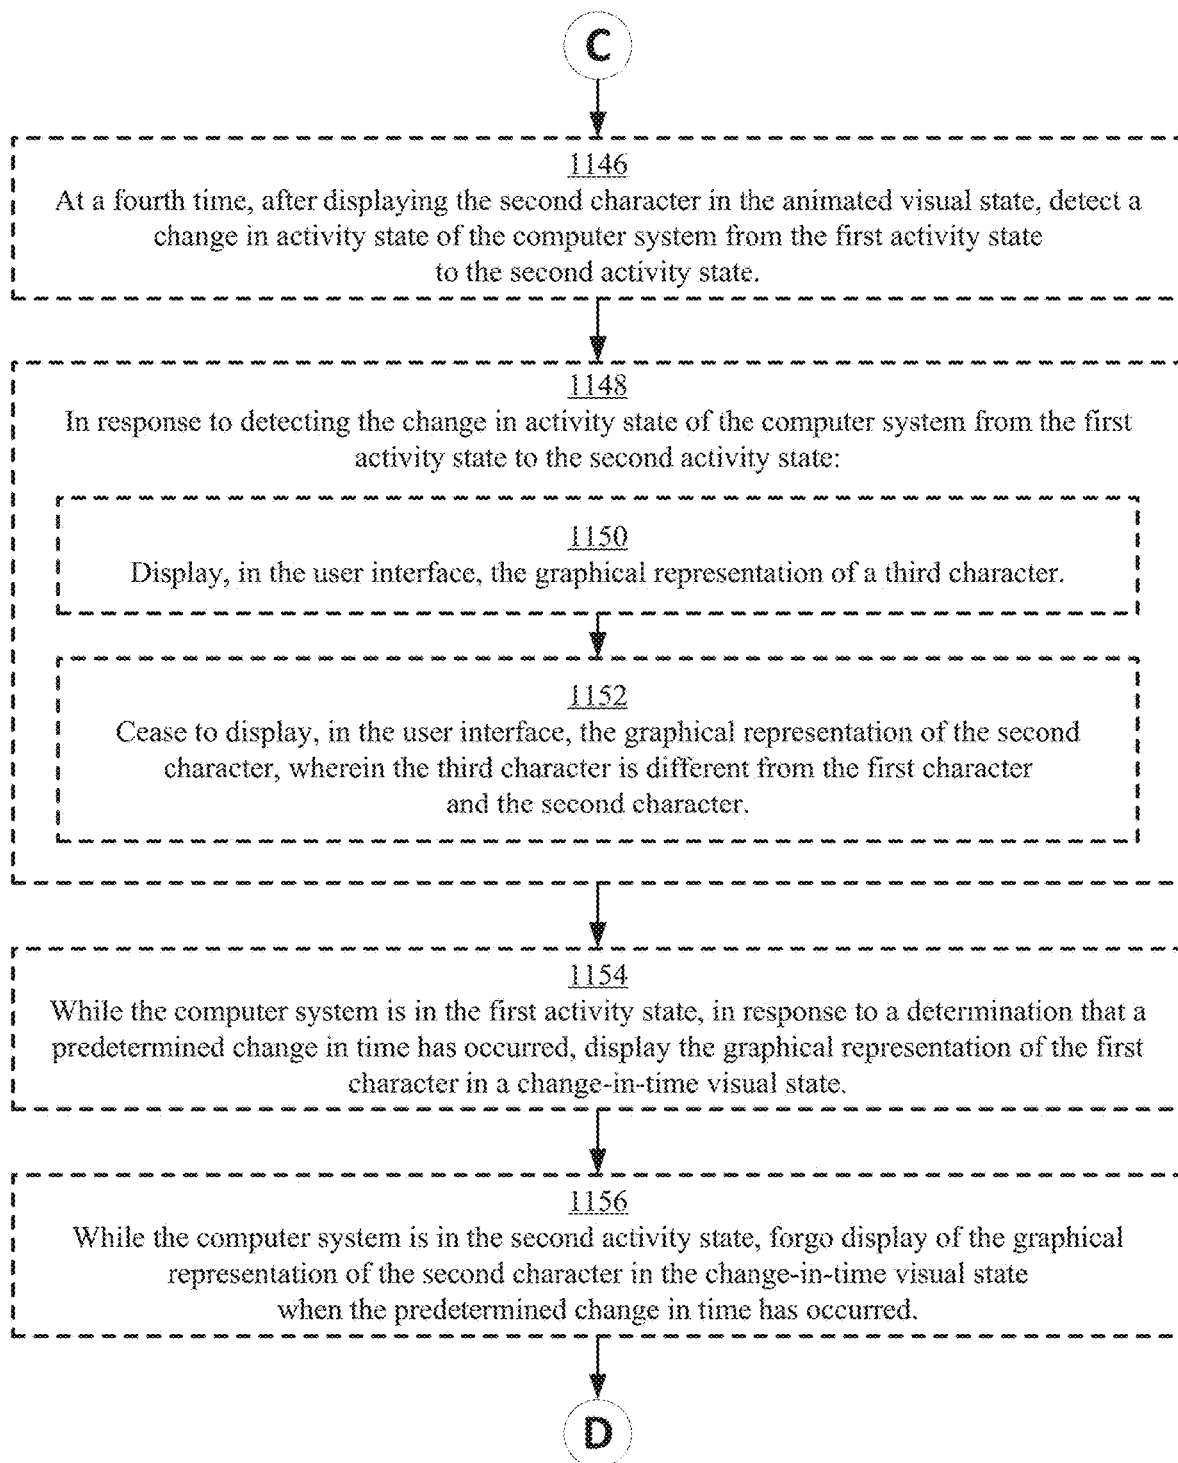 C
1146
At a fourth time, after displaying the second character in the animated visual state, detect a
change in activity state of the computer system from the first activity state
to the second activity state.
1148
In response to detecting the change in activity state of the computer system from the first
activity state to the second activity state:
1150
Display, in the user interface, the graphical representation of a third character.
1152
Cease to display, in the user interface, the graphical representation of the second
character, wherein the third character is different from the first character
and the second character.
1154
While the computer system is in the first activity state, in response to a determination that a
predetermined change in time has occurred, display the graphical representation of the first
character in a change-in-time visual state.
1156
While the computer system is in the second activity state, forgo display of the graphical
representation of the second character in the change-in-time visual state
when the predetermined change in time has occurred.
D